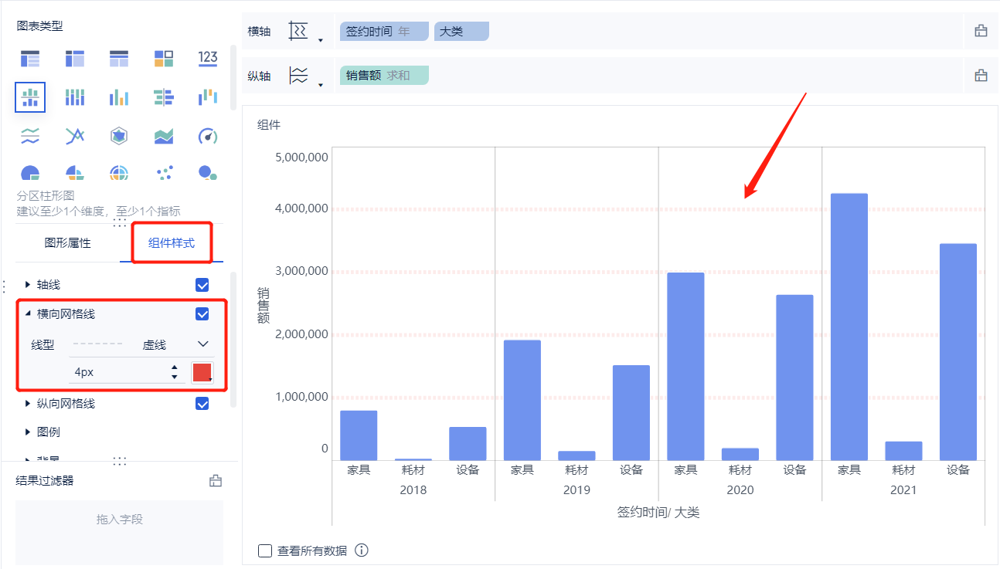 图表类型
123
分区柱形图
建议至少1个维度，至少1个指标
图形属性 组件样式
轴线
横向网格线
线型 虚线
4px
纵向网格线
图例
背景
结果过滤器
拖入字段
横轴 签约时间 年 大类
纵轴 销售额 求和
组件
5,000,000
4,000,000
3,000,000
2,000,000
1,000,000
0
销售额
家具 耗材 设备 家具 耗材 设备 家具 耗材 设备 家具 耗材 设备
2018 2019 2020 2021
签约时间/ 大类
查看所有数据